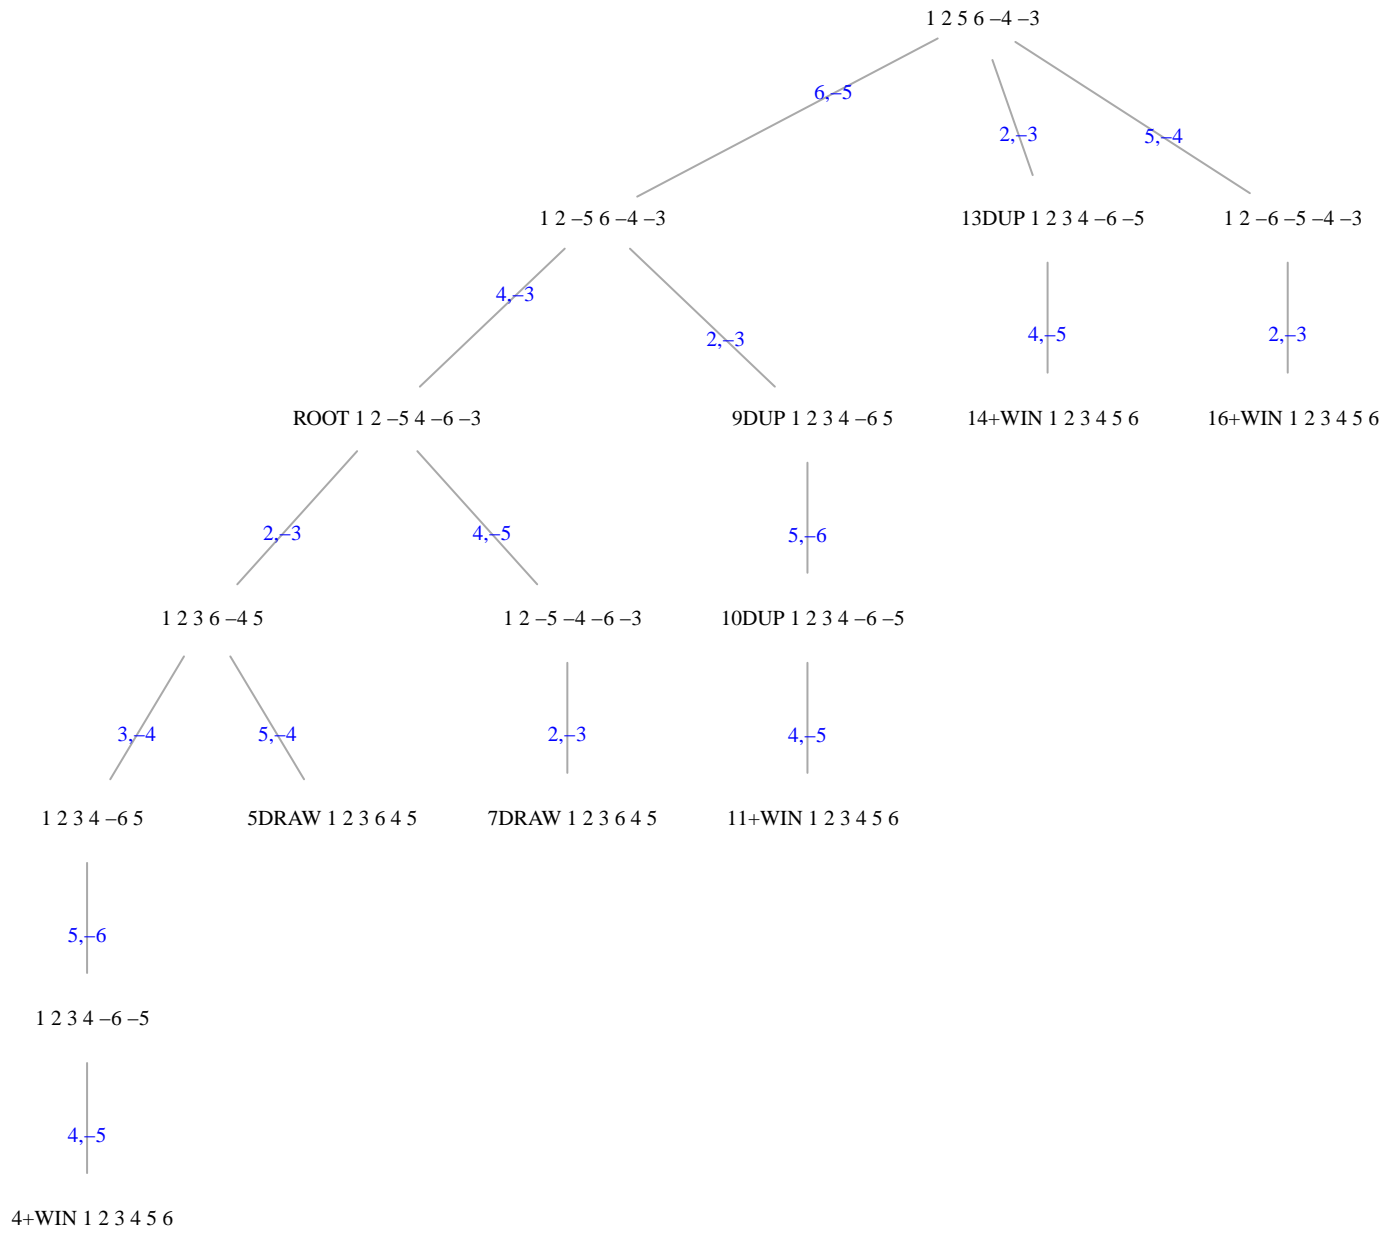 1 2 5 6 –4 –3
6,–5
2,–3
5,–4
1 2 –5 6 –4 –3
13DUP 1 2 3 4 –6 –5
1 2 –6 –5 –4 –3
4,–3
2,–3
4,–5
2,–3
ROOT 1 2 –5 4 –6 –3
9DUP 1 2 3 4 –6 5
14+WIN 1 2 3 4 5 6
16+WIN 1 2 3 4 5 6
2,–3
4,–5
5,–6
1 2 3 6 –4 5
1 2 –5 –4 –6 –3
10DUP 1 2 3 4 –6 –5
3,–4
5,–4
2,–3
4,–5
1 2 3 4 –6 5
5DRAW 1 2 3 6 4 5
7DRAW 1 2 3 6 4 5
11+WIN 1 2 3 4 5 6
5,–6
1 2 3 4 –6 –5
4,–5
4+WIN 1 2 3 4 5 6